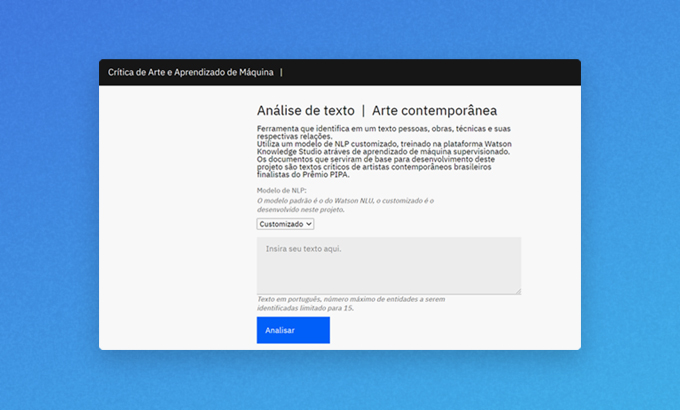 Crítica de Arte e Aprendizado de Máquina |
Análise de texto | Arte contemporânea
Ferramenta que identifica em um texto pessoas, obras, técnicas e suas
respectivas relações.
Utiliza um modelo de NLP customizado, treinado na plataforma Watson
Knowledge Studio atráves de aprendizado de máquina supervisionado.
Os documentos que serviram de base para desenvolvimento deste
projeto são textos críticos de artistas contemporâneos brasileiros
finalistas do Prêmio PIPA.
Modelo de NLP:
O modelo padrão é o do Watson NLU, o customizado é o
desenvolvido neste projeto.
Customizado
Insira seu texto aqui.
Texto em português, número máximo de entidades a serem
identificadas limitado para 15.
Analisar